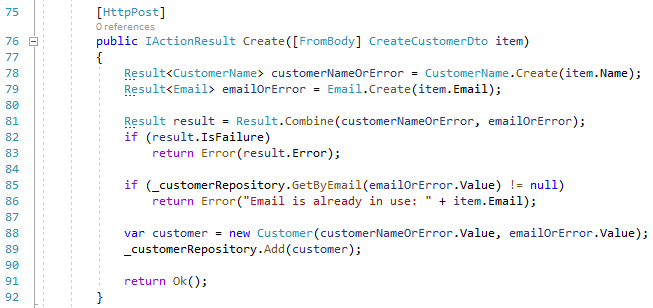 75 [HttpPost]
0 references
76 public IActionResult Create([FromBody] CreateCustomerDto item)
77 {
78 Result<CustomerName> customerNameOrError = CustomerName.Create(item.Name);
79 Result<Email> emailOrError = Email.Create(item.Email);
80
81 Result result = Result.Combine(customerNameOrError, emailOrError);
82 if (result.IsFailure)
83 return Error(result.Error);
84
85 if (_customerRepository.GetByEmail(emailOrError.Value) != null)
86 return Error("Email is already in use: " + item.Email);
87
88 var customer = new Customer(customerNameOrError.Value, emailOrError.Value);
89 _customerRepository.Add(customer);
90
91 return Ok();
92 }